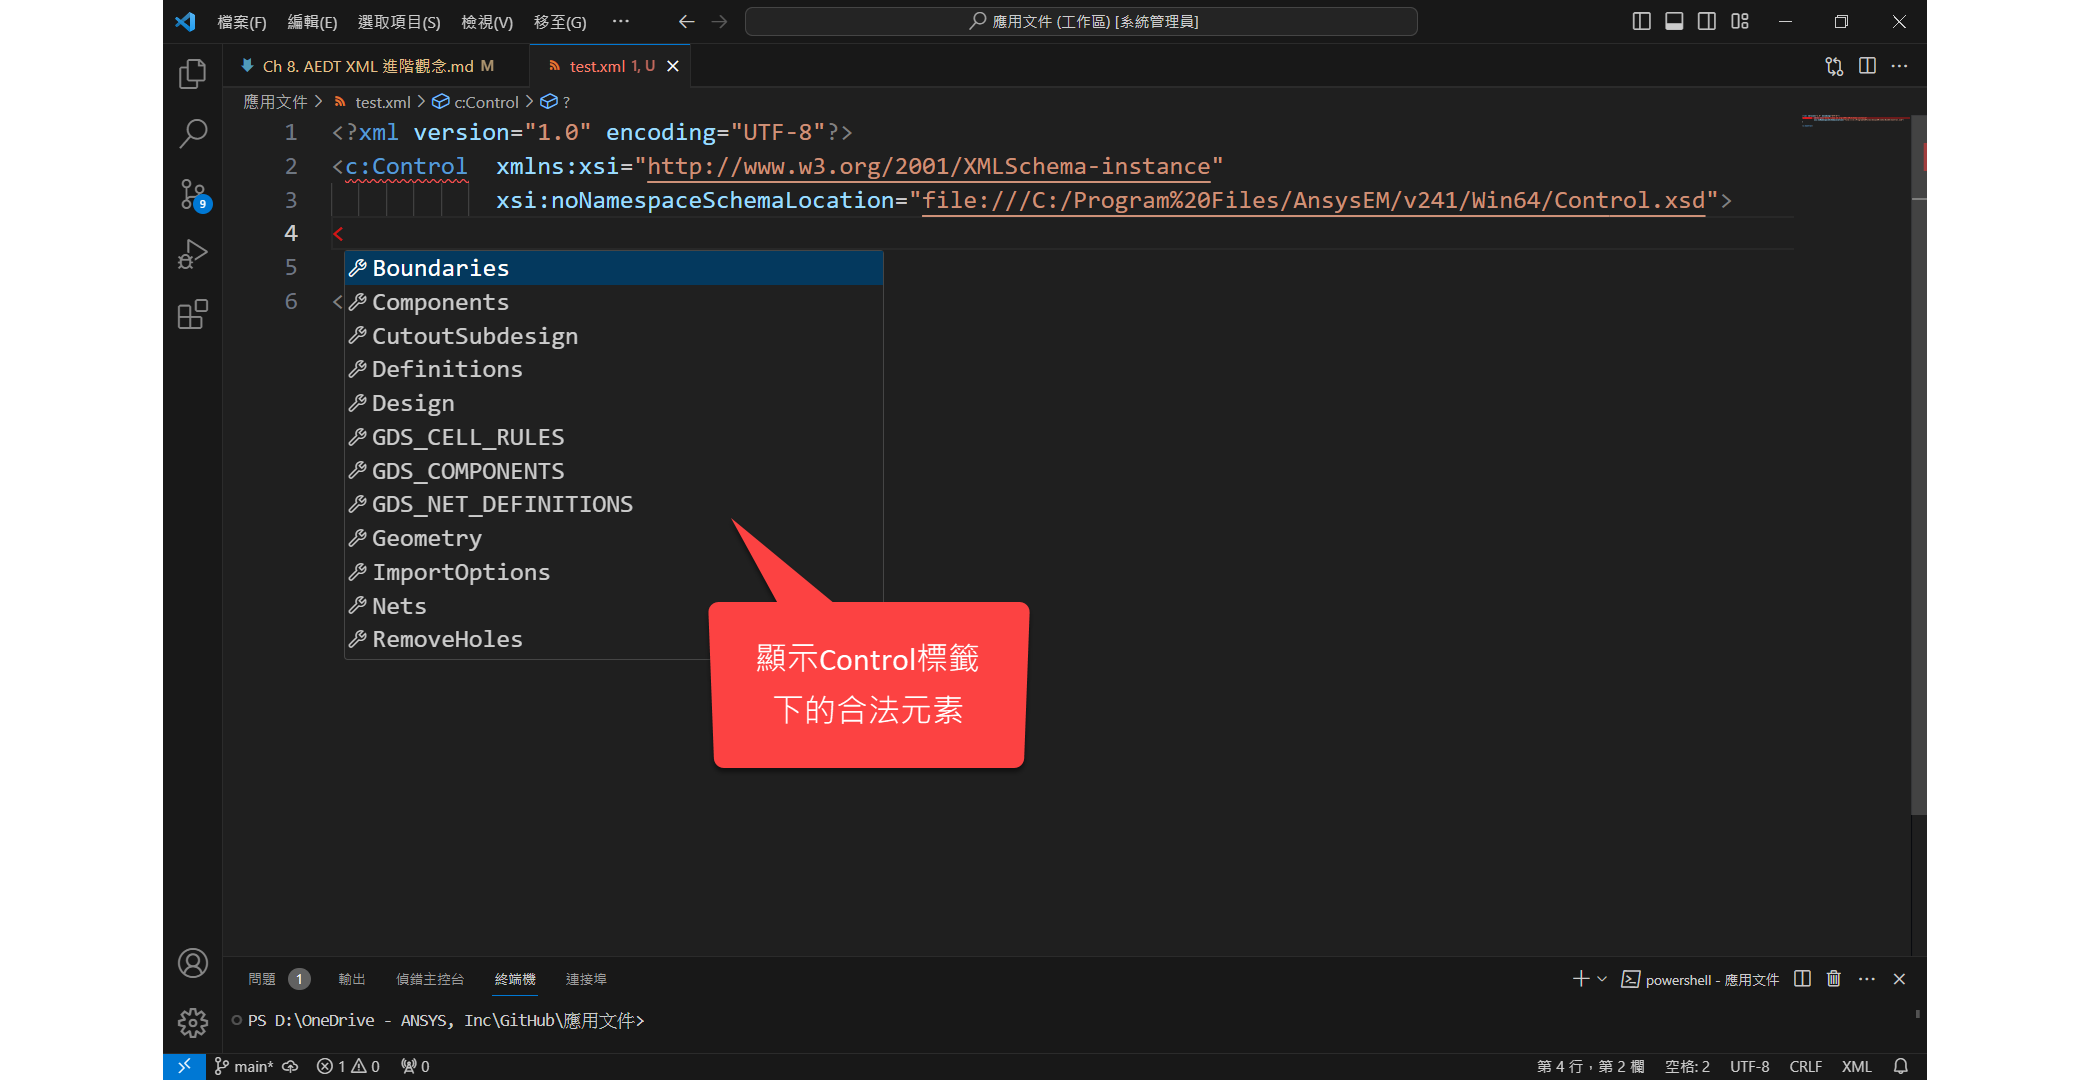 檔案(F) 編輯(E) 選取項目(S) 檢視(V) 移至(G) ··· 應用文件 (工作區) [系統管理員]
Ch 8. AEDT XML 進階觀念.md M test.xml 1, U
應用文件 > test.xml > c:Control > ?
1 <?xml version="1.0" encoding="UTF-8"?>
2 <c:Control xmlns:xsi="http://www.w3.org/2001/XMLSchema-instance"
3 xsi:noNamespaceSchemaLocation="file:///C:/Program%20Files/AnsysEM/v241/Win64/Control.xsd">
4 <
5 Boundaries
6 < Components
CutoutSubdesign
Definitions
Design
GDS_CELL_RULES
GDS_COMPONENTS
GDS_NET_DEFINITIONS
Geometry
ImportOptions
Nets
RemoveHoles
顯示Control標籤
下的合法元素
9
問題 1 輸出 偵錯主控台 終端機 連接埠 powershell - 應用文件
PS D:\OneDrive - ANSYS, Inc\GitHub\應用文件>
main* 1 0 0 第 4 行，第 2 欄 空格: 2 UTF-8 CRLF XML